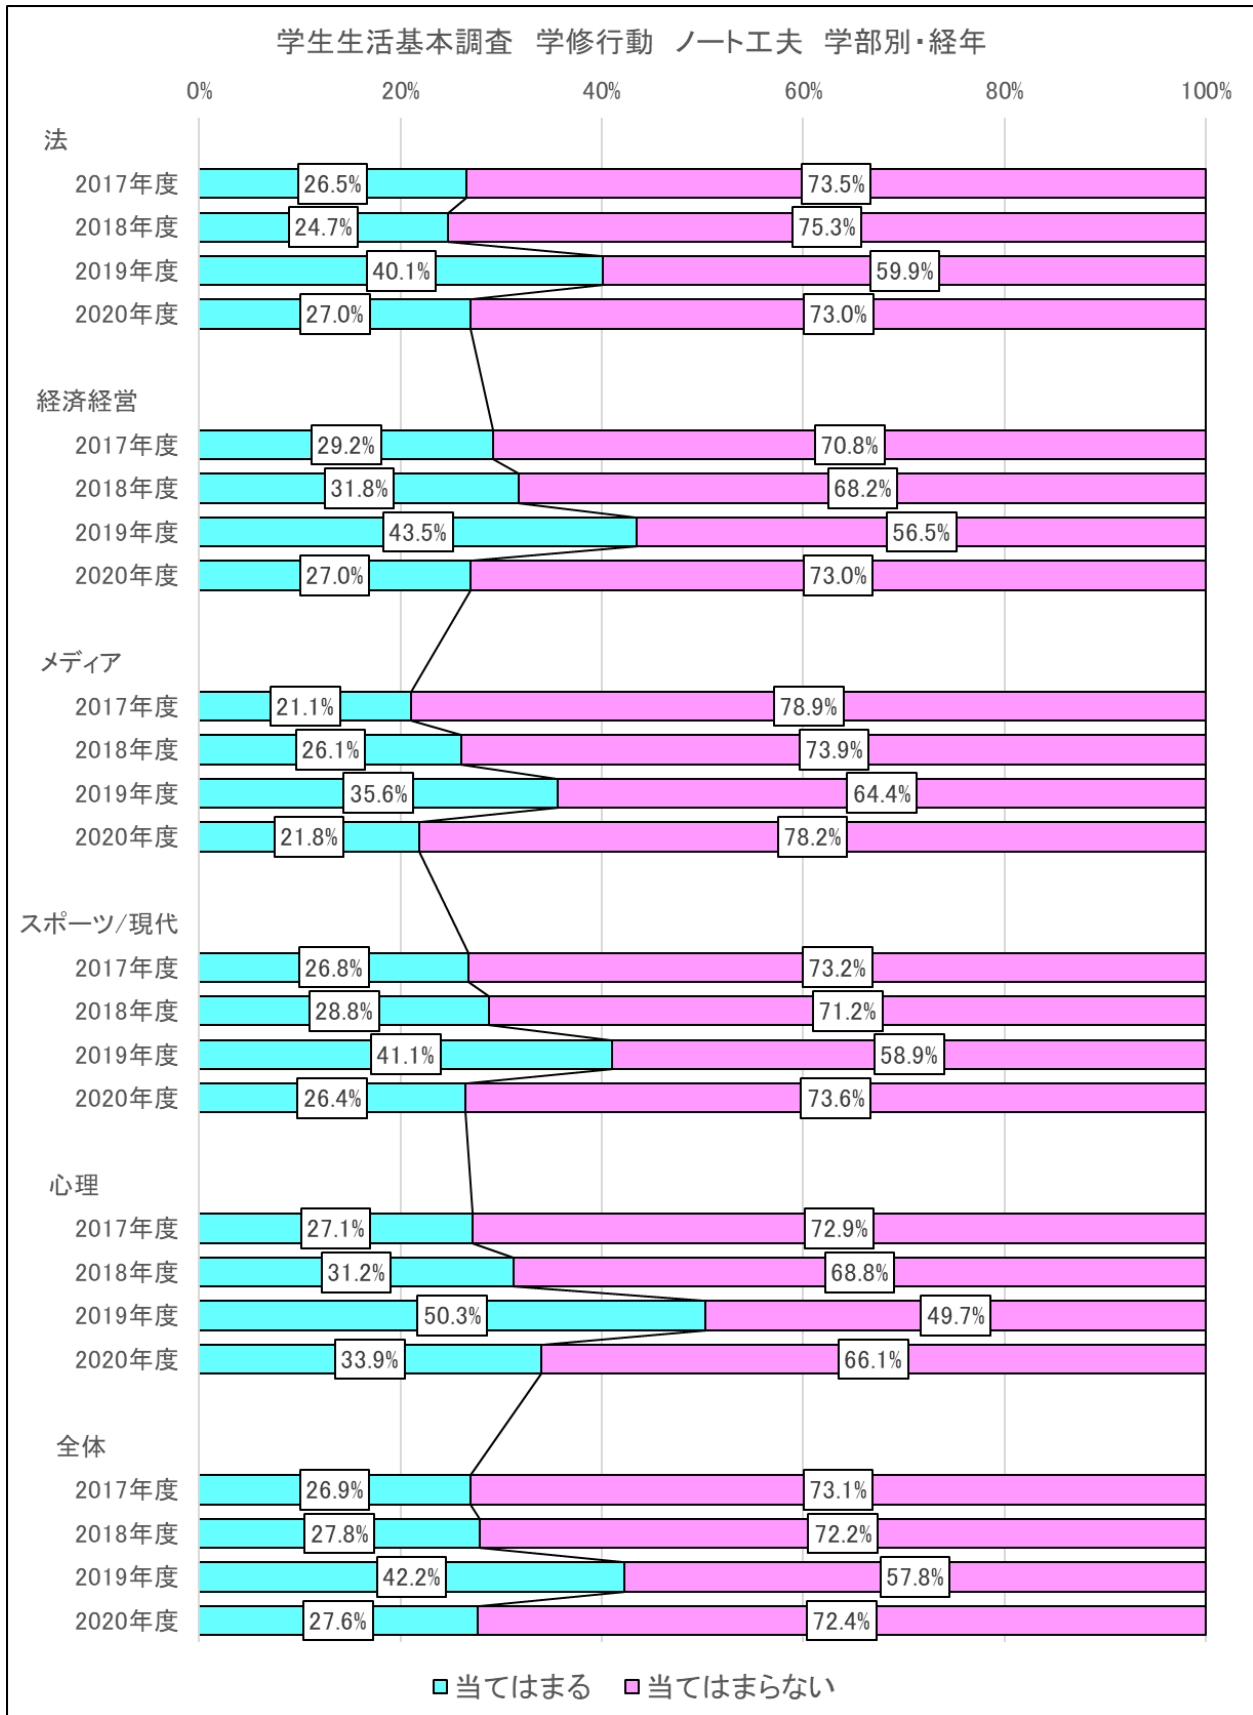 学生生活基本調査　学修行動　ノート工夫　学部別・経年
0% 20% 40% 60% 80% 100%
法
2017年度 26.5% 73.5%
2018年度 24.7% 75.3%
2019年度 40.1% 59.9%
2020年度 27.0% 73.0%
経済経営
2017年度 29.2% 70.8%
2018年度 31.8% 68.2%
2019年度 43.5% 56.5%
2020年度 27.0% 73.0%
メディア
2017年度 21.1% 78.9%
2018年度 26.1% 73.9%
2019年度 35.6% 64.4%
2020年度 21.8% 78.2%
スポーツ/現代
2017年度 26.8% 73.2%
2018年度 28.8% 71.2%
2019年度 41.1% 58.9%
2020年度 26.4% 73.6%
心理
2017年度 27.1% 72.9%
2018年度 31.2% 68.8%
2019年度 50.3% 49.7%
2020年度 33.9% 66.1%
全体
2017年度 26.9% 73.1%
2018年度 27.8% 72.2%
2019年度 42.2% 57.8%
2020年度 27.6% 72.4%
当てはまる 当てはまらない